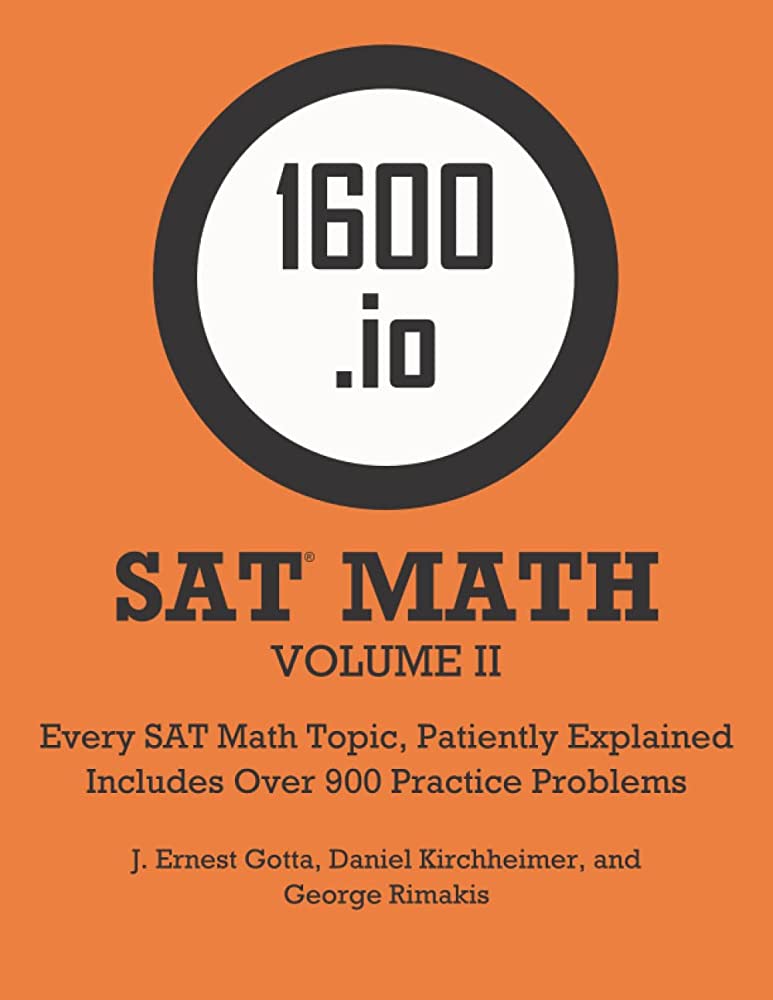 1600
.io
SAT® MATH
VOLUME II
Every SAT Math Topic, Patiently Explained
Includes Over 900 Practice Problems
J. Ernest Gotta, Daniel Kirchheimer, and
George Rimakis